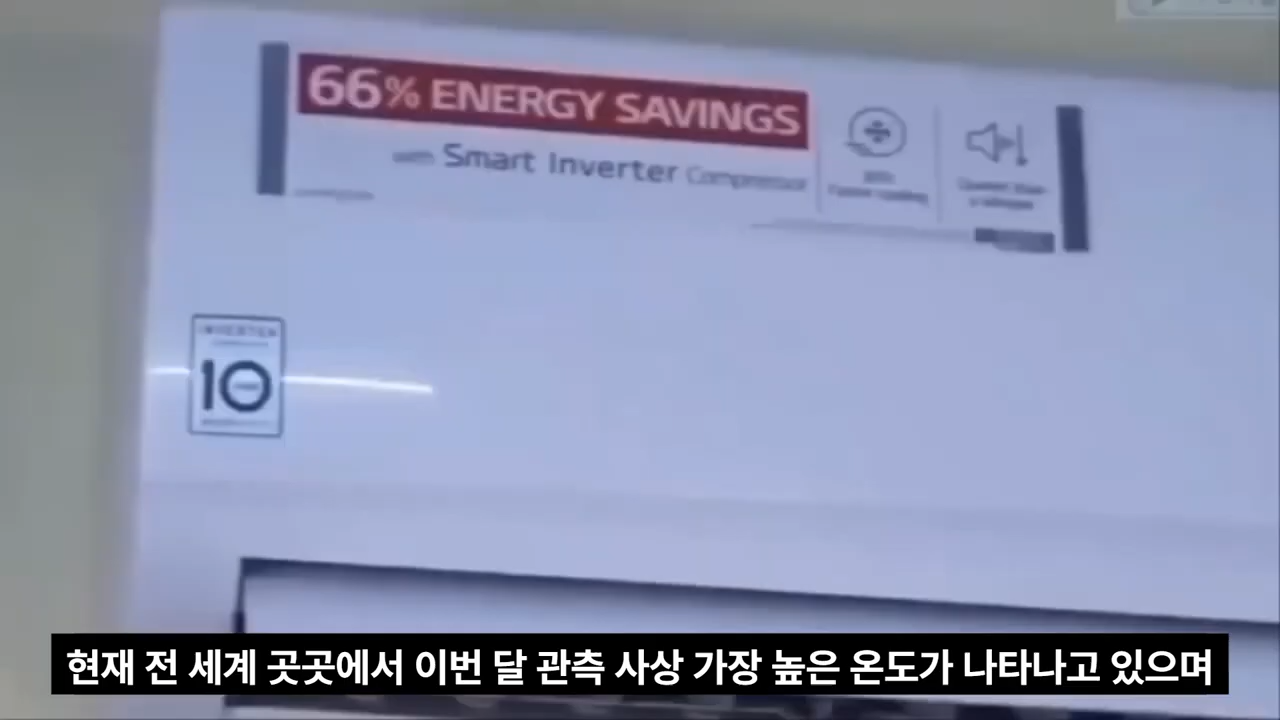 66% ENERGY SAVINGS
with Smart Inverter Compressor
INVERTER
10
현재 전 세계 곳곳에서 이번 달 관측 사상 가장 높은 온도가 나타나고 있으며